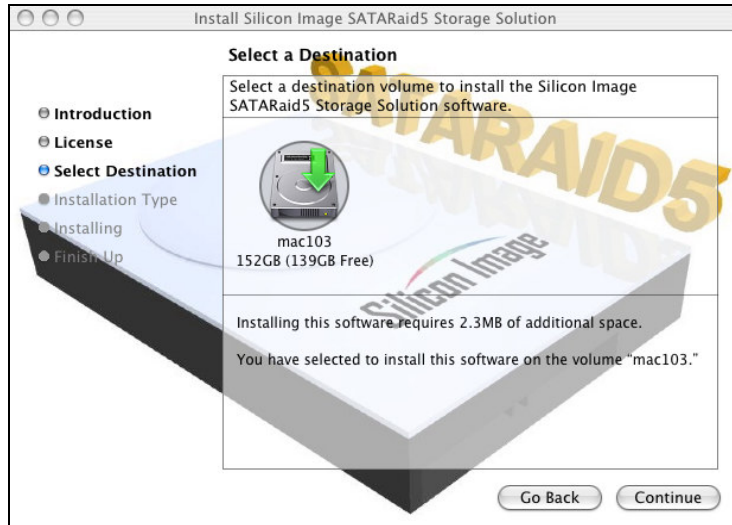 Install Silicon Image SATARaid5 Storage Solution
Select a Destination
Introduction
License
Select Destination
Installation Type
Installing
Finish Up
Select a destination volume to install the Silicon Image
SATARaid5 Storage Solution software.
mac103
152GB (139GB Free)
Installing this software requires 2.3MB of additional space.
You have selected to install this software on the volume “mac103.”
SATARAID5
Silicon Image
Go Back
Continue